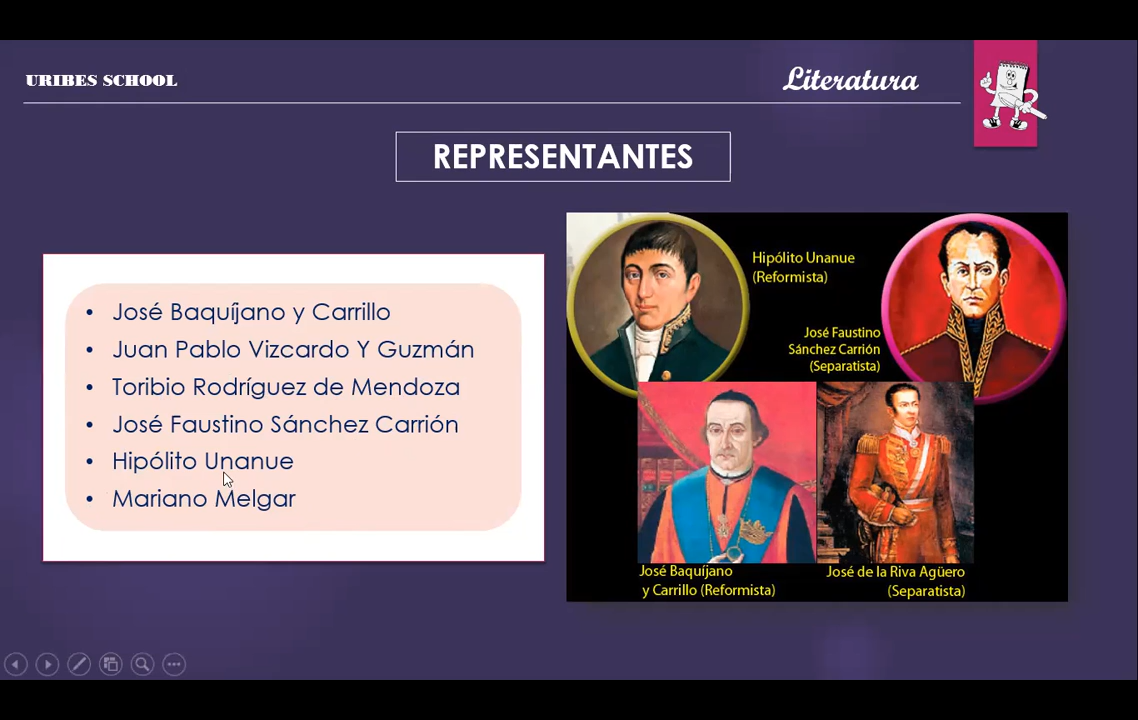 URIBES SCHOOL
Literatura
REPRESENTANTES
• José Baquíjano y Carrillo
• Juan Pablo Vizcardo Y Guzmán
• Toribio Rodríguez de Mendoza
• José Faustino Sánchez Carrión
• Hipólito Unanue
• Mariano Melgar
Hipólito Unanue
(Reformista)
José Faustino
Sánchez Carrión
(Separatista)
José Baquíjano
y Carrillo (Reformista)
José de la Riva Agüero
(Separatista)